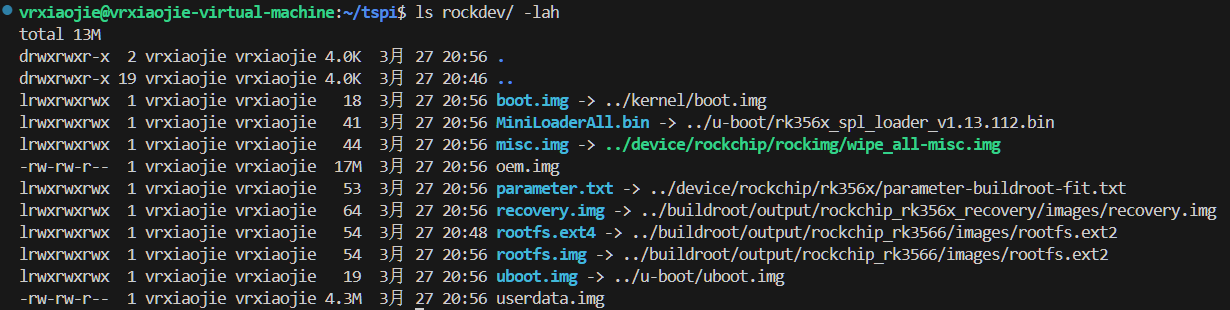 vrxiaojie@vrxiaojie-virtual-machine:~/tspi$ ls rockdev/ -lah
total 13M
drwxrwxr-x  2 vrxiaojie vrxiaojie 4.0K  3月 27 20:56 .
drwxrwxr-x 19 vrxiaojie vrxiaojie 4.0K  3月 27 20:46 ..
lrwxrwxrwx  1 vrxiaojie vrxiaojie   18  3月 27 20:56 boot.img -> ../kernel/boot.img
lrwxrwxrwx  1 vrxiaojie vrxiaojie   41  3月 27 20:56 MiniLoaderAll.bin -> ../u-boot/rk356x_spl_loader_v1.13.112.bin
lrwxrwxrwx  1 vrxiaojie vrxiaojie   44  3月 27 20:56 misc.img -> ../device/rockchip/rockimg/wipe_all-misc.img
-rw-rw-r--  1 vrxiaojie vrxiaojie  17M  3月 27 20:56 oem.img
lrwxrwxrwx  1 vrxiaojie vrxiaojie   53  3月 27 20:56 parameter.txt -> ../device/rockchip/rk356x/parameter-buildroot-fit.txt
lrwxrwxrwx  1 vrxiaojie vrxiaojie   64  3月 27 20:56 recovery.img -> ../buildroot/output/rockchip_rk356x_recovery/images/recovery.img
lrwxrwxrwx  1 vrxiaojie vrxiaojie   54  3月 27 20:48 rootfs.ext4 -> ../buildroot/output/rockchip_rk3566/images/rootfs.ext2
lrwxrwxrwx  1 vrxiaojie vrxiaojie   54  3月 27 20:56 rootfs.img -> ../buildroot/output/rockchip_rk3566/images/rootfs.ext2
lrwxrwxrwx  1 vrxiaojie vrxiaojie   19  3月 27 20:56 uboot.img -> ../u-boot/uboot.img
-rw-rw-r--  1 vrxiaojie vrxiaojie 4.3M  3月 27 20:56 userdata.img